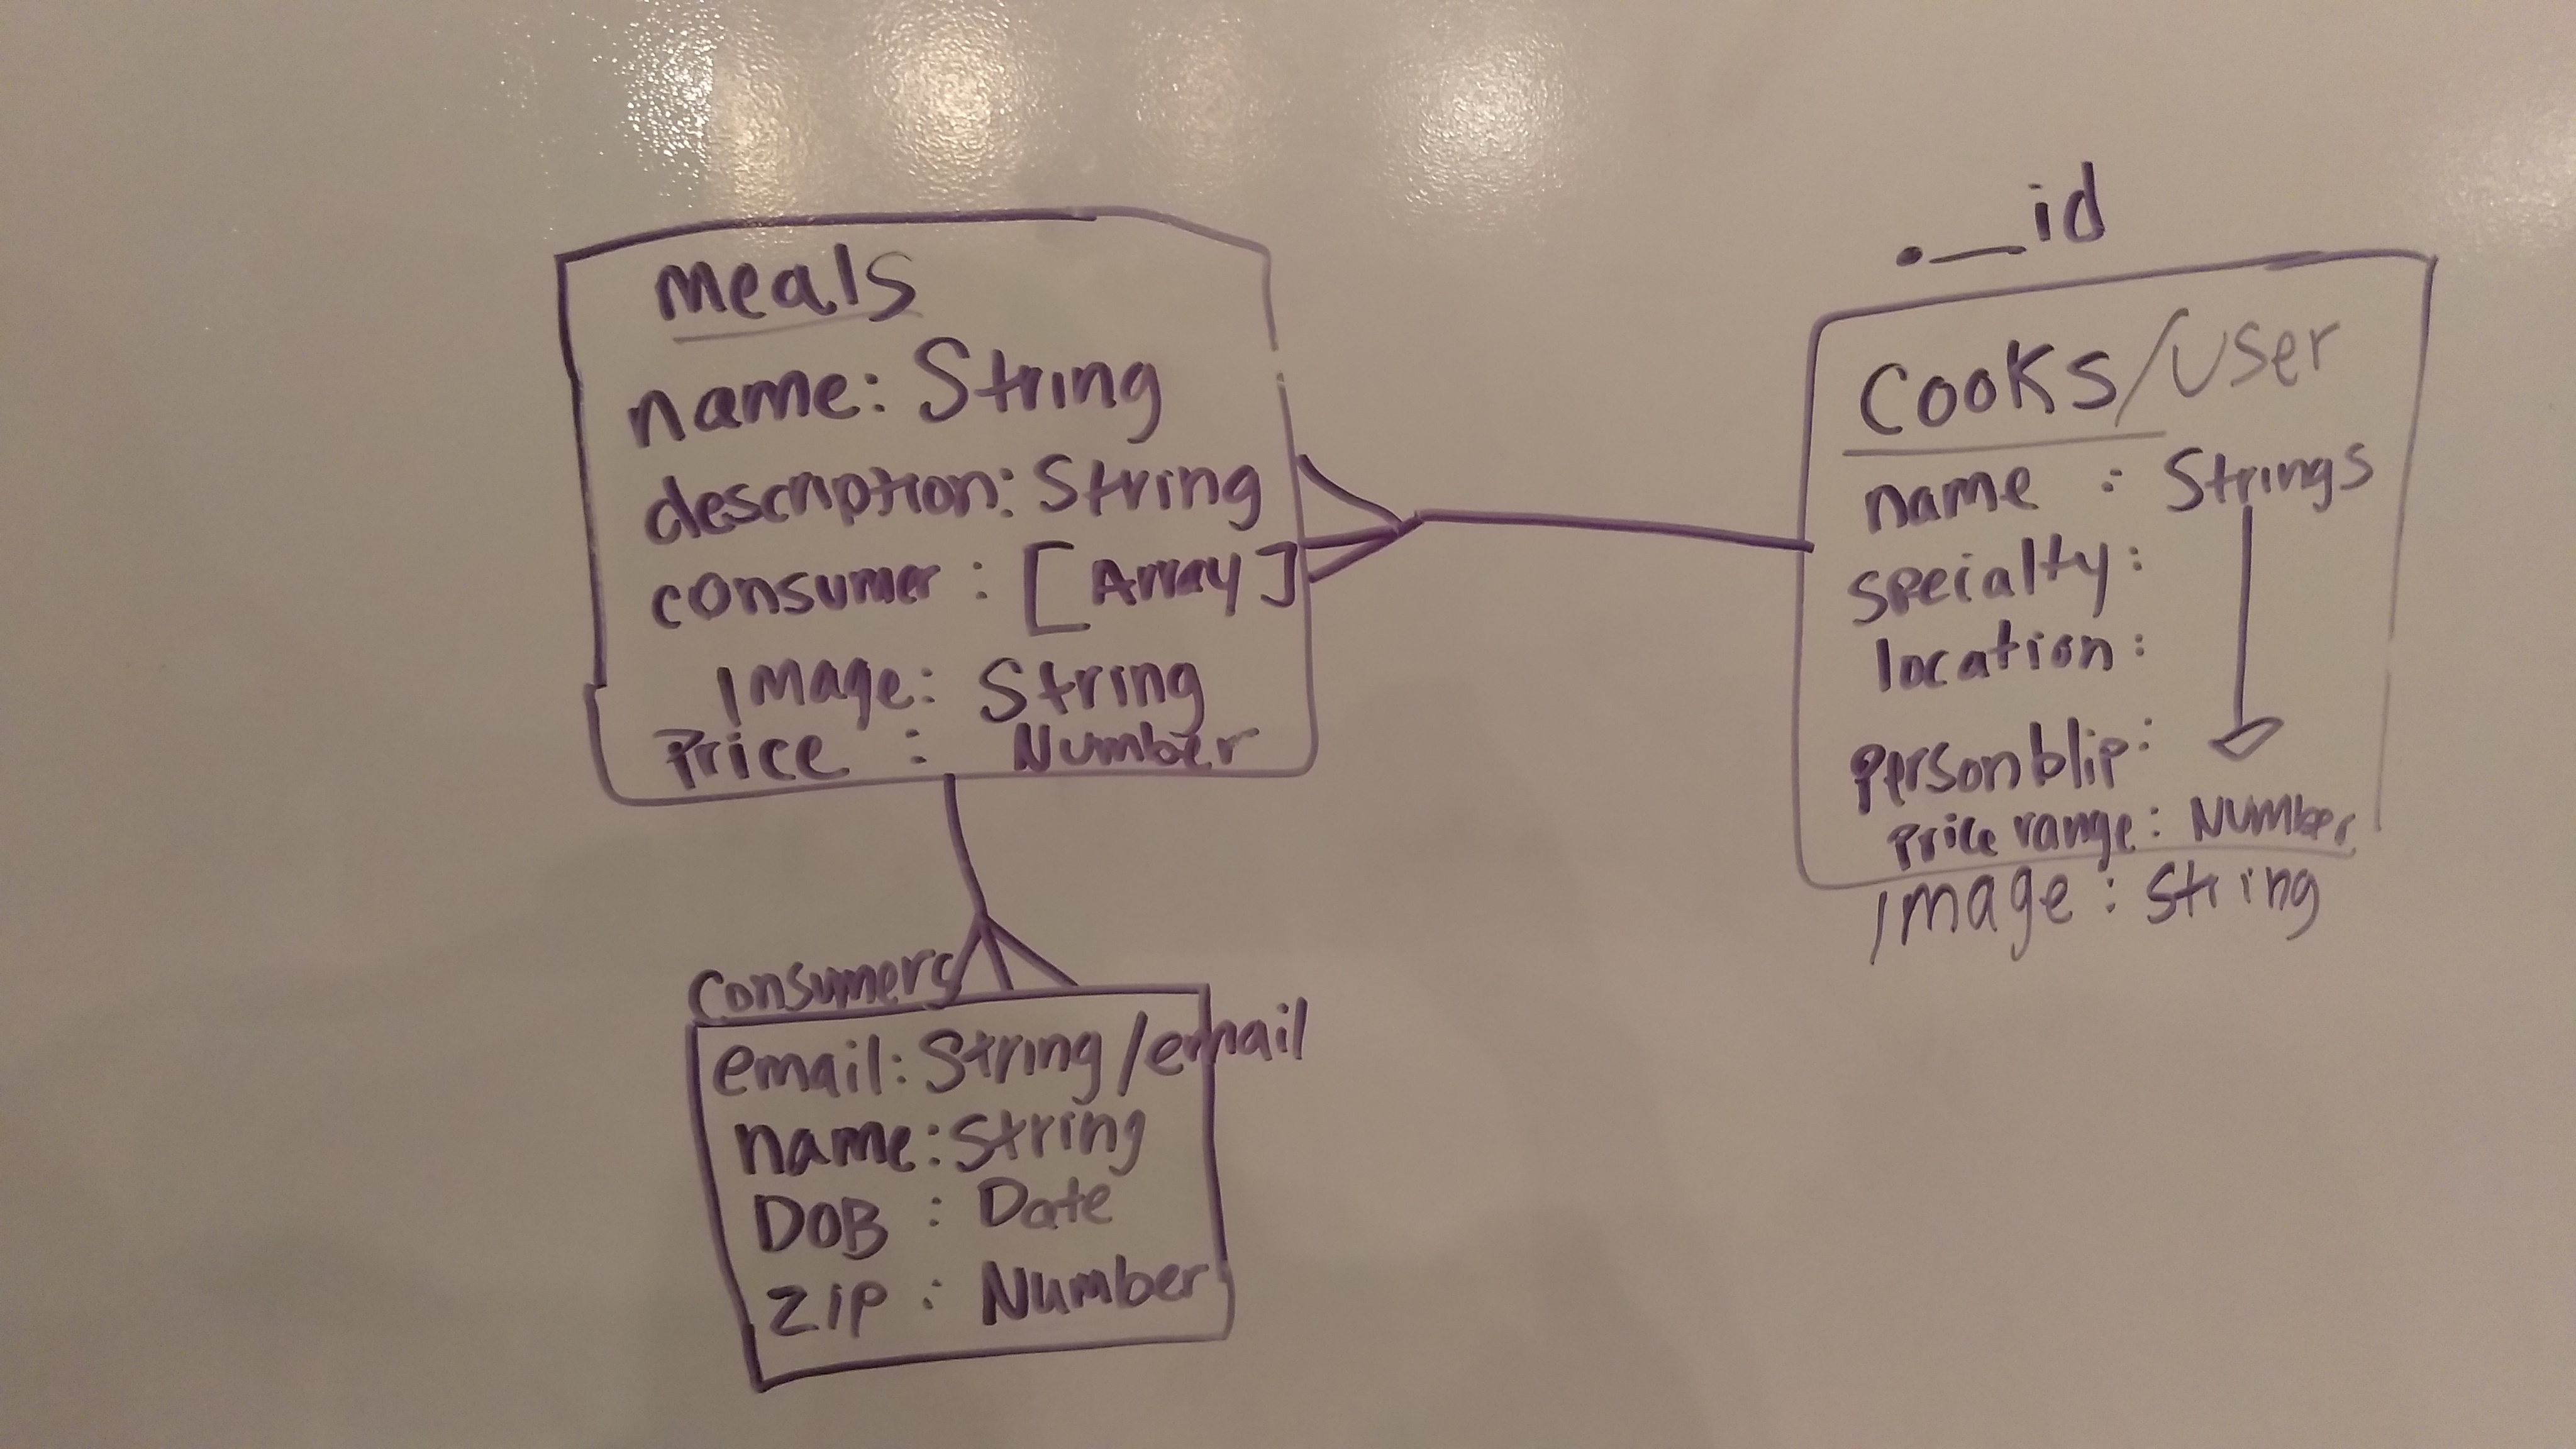 meals
name: String
description: String
consumer: [Array]
Image: String
Price : Number
._id
Cooks/User
name : Strings
specialty:
location:
personblip:
Price range: Number
Image: String
Consumers
email: String/email
name: String
DOB : Date
Zip : Number